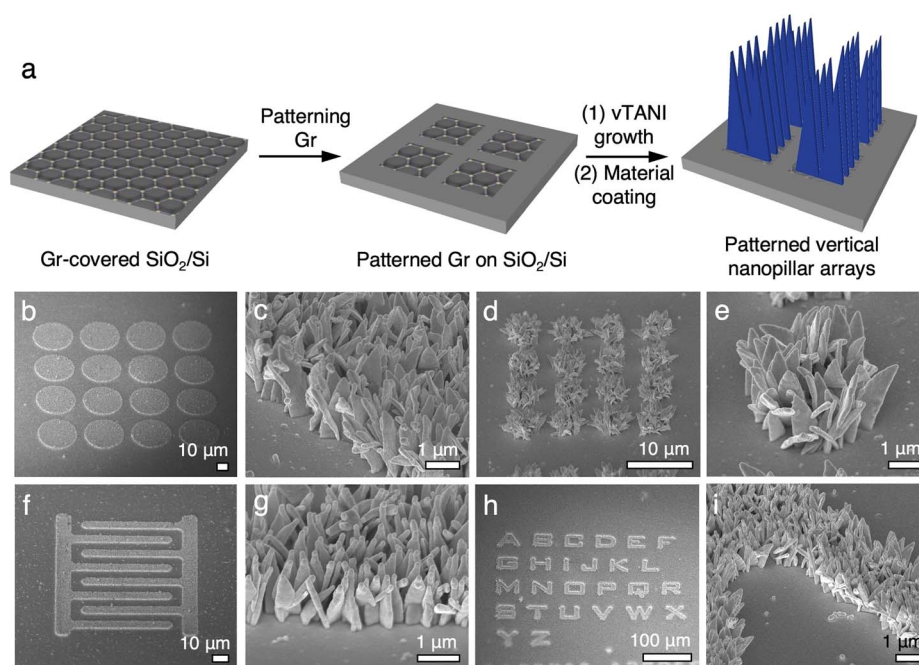 a
Patterning
Gr
(1) vTANI
growth
(2) Material
coating
Gr-covered SiO₂/Si
Patterned Gr on SiO₂/Si
Patterned vertical
nanopillar arrays
b
10 µm
c
1 µm
d
10 µm
e
1 µm
f
10 µm
g
1 µm
h
A B C D E F
G H I J K L
M N O P Q R
S T U V W X
Y Z
100 µm
i
1 µm